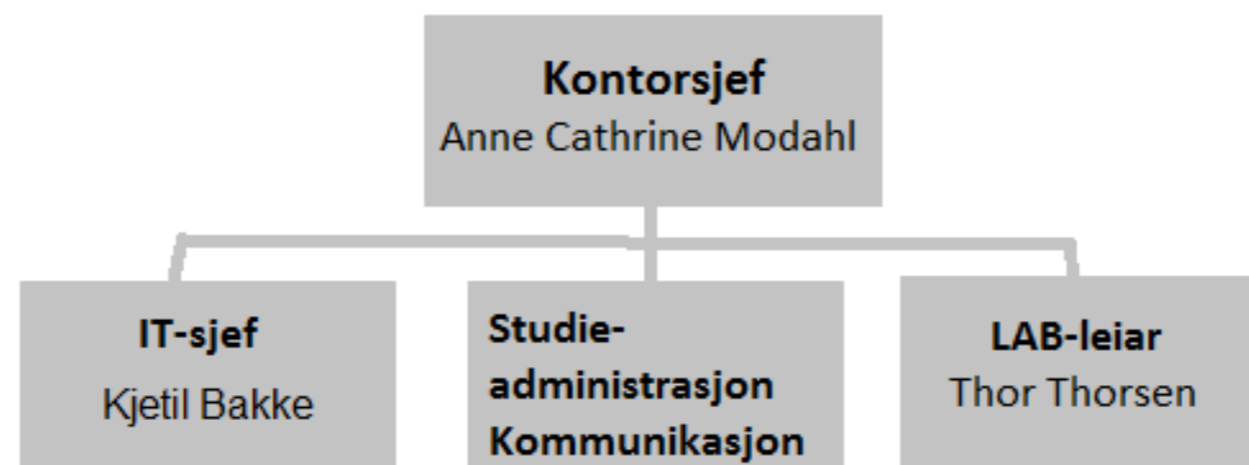 Kontorsjef
Anne Cathrine Modahl
IT-sjef
Kjetil Bakke
Studie-
administrasjon
Kommunikasjon
LAB-leiar
Thor Thorsen